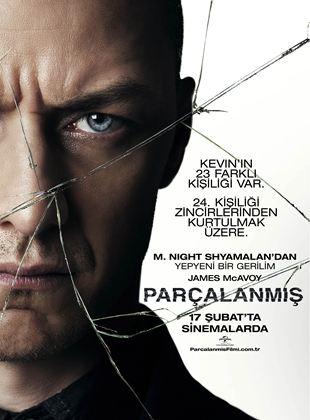 KEVIN'IN
23 FARKLI
KİŞİLİĞİ VAR.
24. KİŞİLİĞİ
ZİNCİRLERİNDEN
KURTULMAK
ÜZERE.
M. NIGHT SHYAMALAN'DAN
YEPYENİ BİR GERİLİM
JAMES McAVOY
PARÇALANMIŞ
17 ŞUBAT'TA
SİNEMALARDA
ParcalanmisFilmi.com.tr